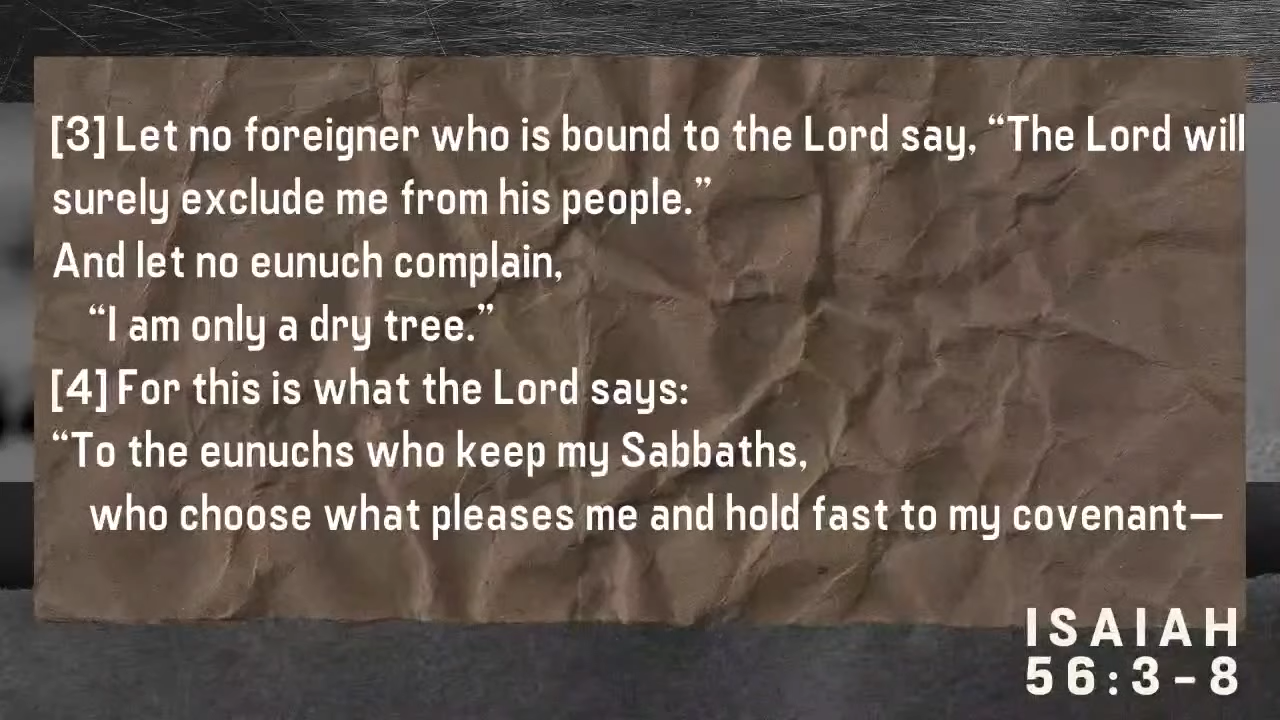 [3] Let no foreigner who is bound to the Lord say, “The Lord will
surely exclude me from his people.”
And let no eunuch complain,
“I am only a dry tree.”
[4] For this is what the Lord says:
“To the eunuchs who keep my Sabbaths,
who choose what pleases me and hold fast to my covenant—
ISAIAH
56:3-8